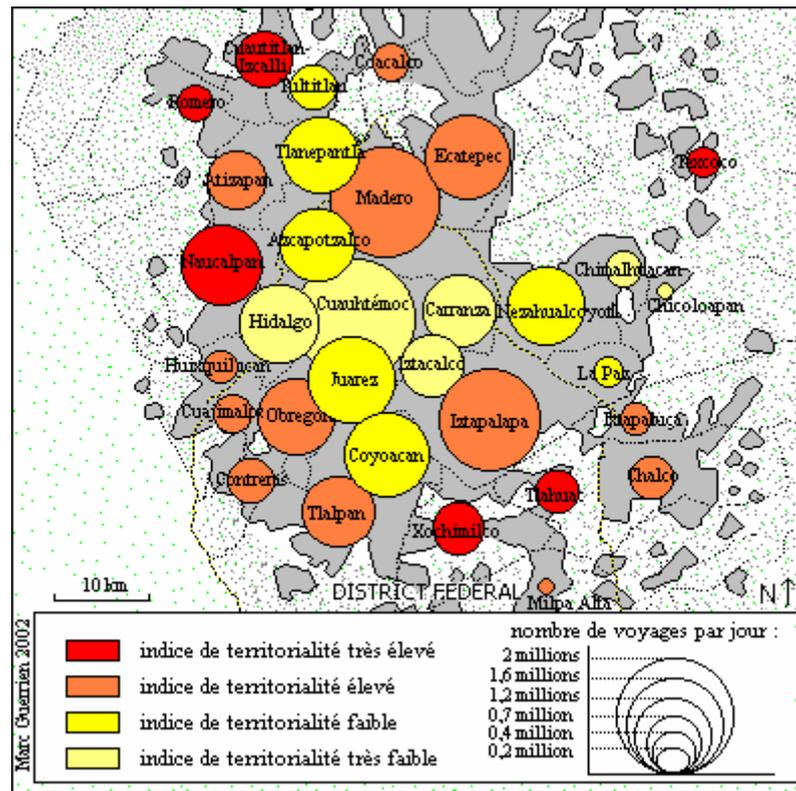 Cuautitlan-
Izcalli
Coacalco
Tultitlan
Romero
Tlanepantla
Ecatepec
Texcoco
Atizapan
Madero
Azcapotzalco
Naucalpan
Chimalhuacan
Chicoloapan
Cuauhtémoc
Carranza
Nezahualcoyotl
Hidalgo
Iztacalco
Huixquilucan
La Paz
Juarez
Cuajimalpa
Obregon
Iztapalapa
Ixtapaluca
Coyoacan
Contreras
Chalco
Tlahuac
Tlalpan
Xochimilco
10 km
DISTRICT FEDERAL
Milpa Alta
N
Marc Guerrien 2002
indice de territorialité très élevé
indice de territorialité élevé
indice de territorialité faible
indice de territorialité très faible
nombre de voyages par jour :
2 millions
1,6 millions
1,2 millions
0,7 million
0,4 million
0,2 million